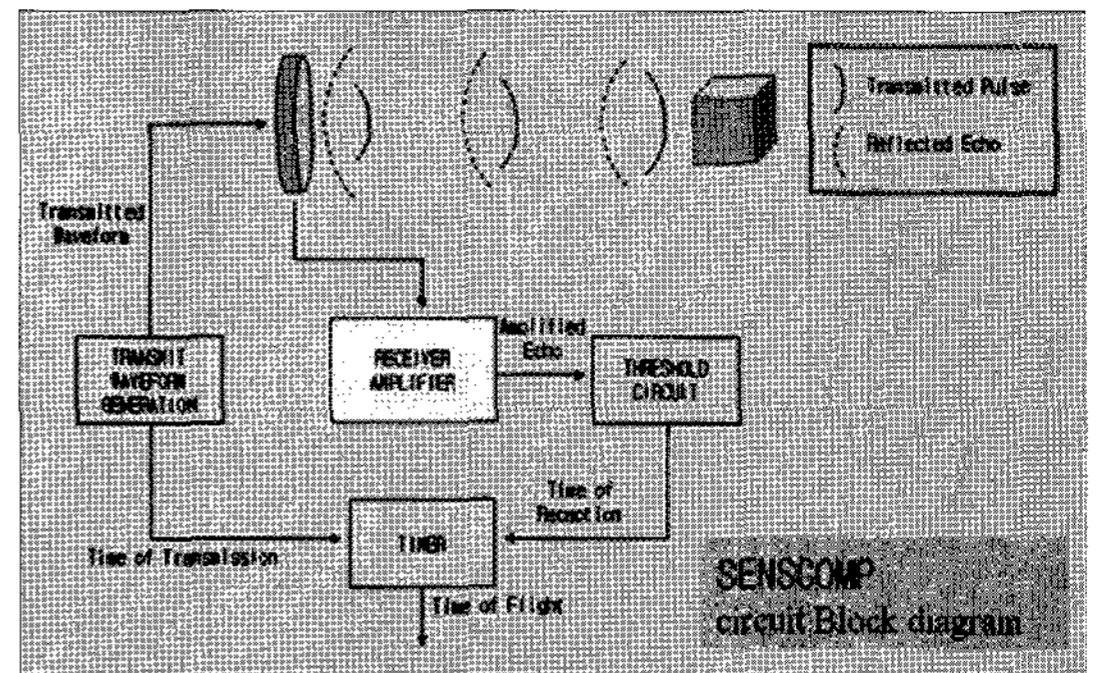 Transmitted Pulse
Reflected Echo
Transmitted
Waveform
TRANSMIT
WAVEFORM
GENERATION
RECEIVER
AMPLIFIER
Amplified
Echo
THRESHOLD
CIRCUIT
Time of
Reception
Time of Transmission
TIMER
Time of Flight
SENSCOMP
circuit Block diagram